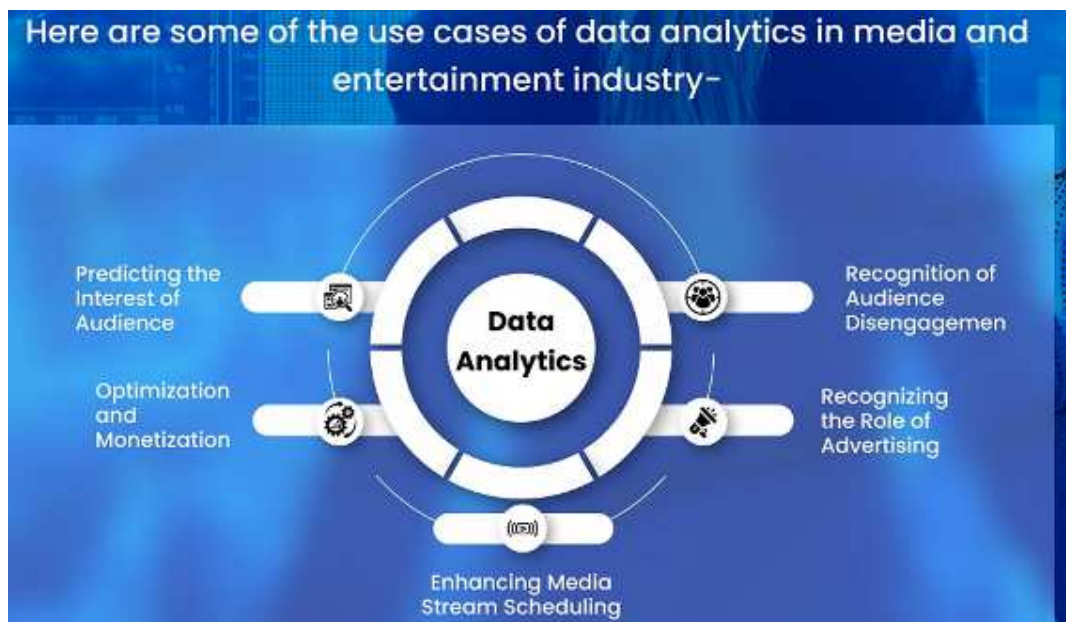 Here are some of the use cases of data analytics in media and
entertainment industry-
Predicting the
Interest of
Audience
Recognition of
Audience
Disengagemen
Data
Analytics
Optimization
and
Monetization
Recognizing
the Role of
Advertising
Enhancing Media
Stream Scheduling